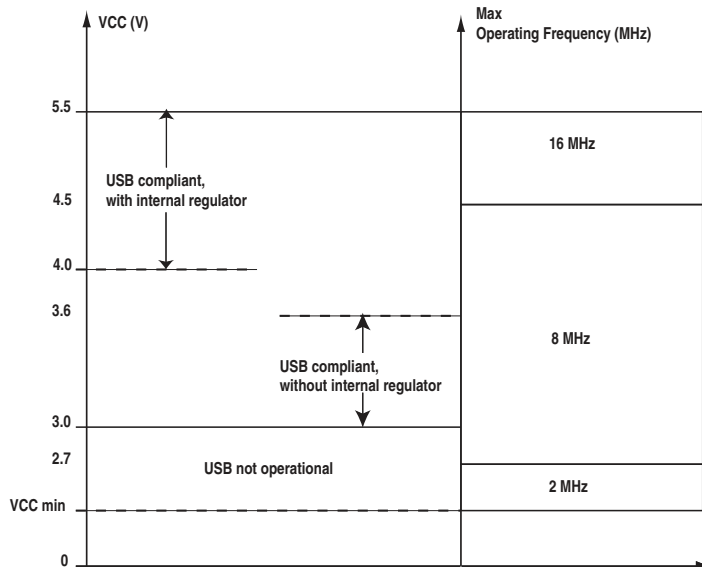 VCC (V)
Max
Operating Frequency (MHz)
5.5
16 MHz
USB compliant,
with internal regulator
4.5
4.0
3.6
8 MHz
USB compliant,
without internal regulator
3.0
2.7
USB not operational
2 MHz
VCC min
0